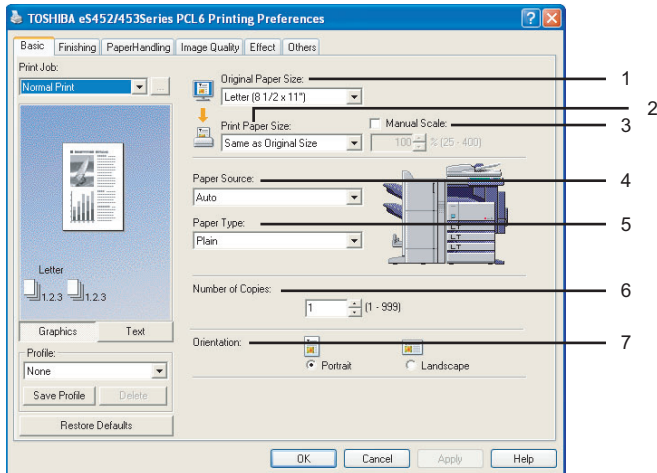 TOSHIBA eS452/453Series PCL6 Printing Preferences
Basic Finishing PaperHandling Image Quality Effect Others
Print Job:
Normal Print ...
Letter
1.2.3 1.2.3
Graphics Text
Profile:
None
Save Profile Delete
Restore Defaults
Original Paper Size: 1
Letter (8 1/2 x 11")
2
Print Paper Size: Manual Scale: 3
Same as Original Size 100 % (25 - 400)
Paper Source: 4
Auto
Paper Type: 5
Plain
LT
LT
Number of Copies: 6
1 (1 - 999)
Orientation: 7
Portrait Landscape
OK Cancel Apply Help